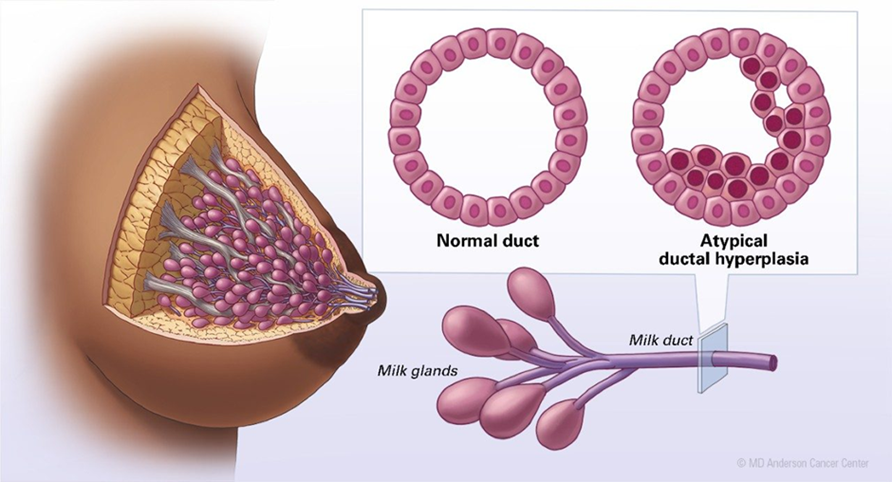 Normal duct
Atypical
ductal hyperplasia
Milk duct
Milk glands
© MD Anderson Cancer Center